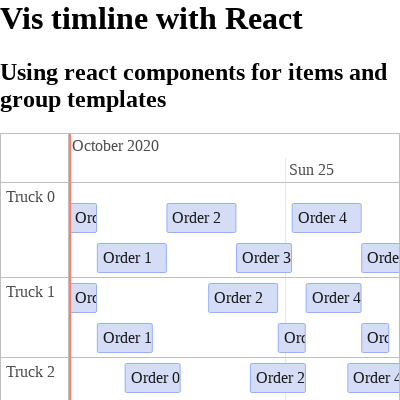 Vis timline with React
Using react components for items and
group templates
October 2020
Sun 25
Truck 0
Ord
Order 2
Order 4
Order 1
Order 3
Orde
Truck 1
Ord
Order 2
Order 4
Order 1
Ord
Ord
Truck 2
Order 0
Order 2
Order 4